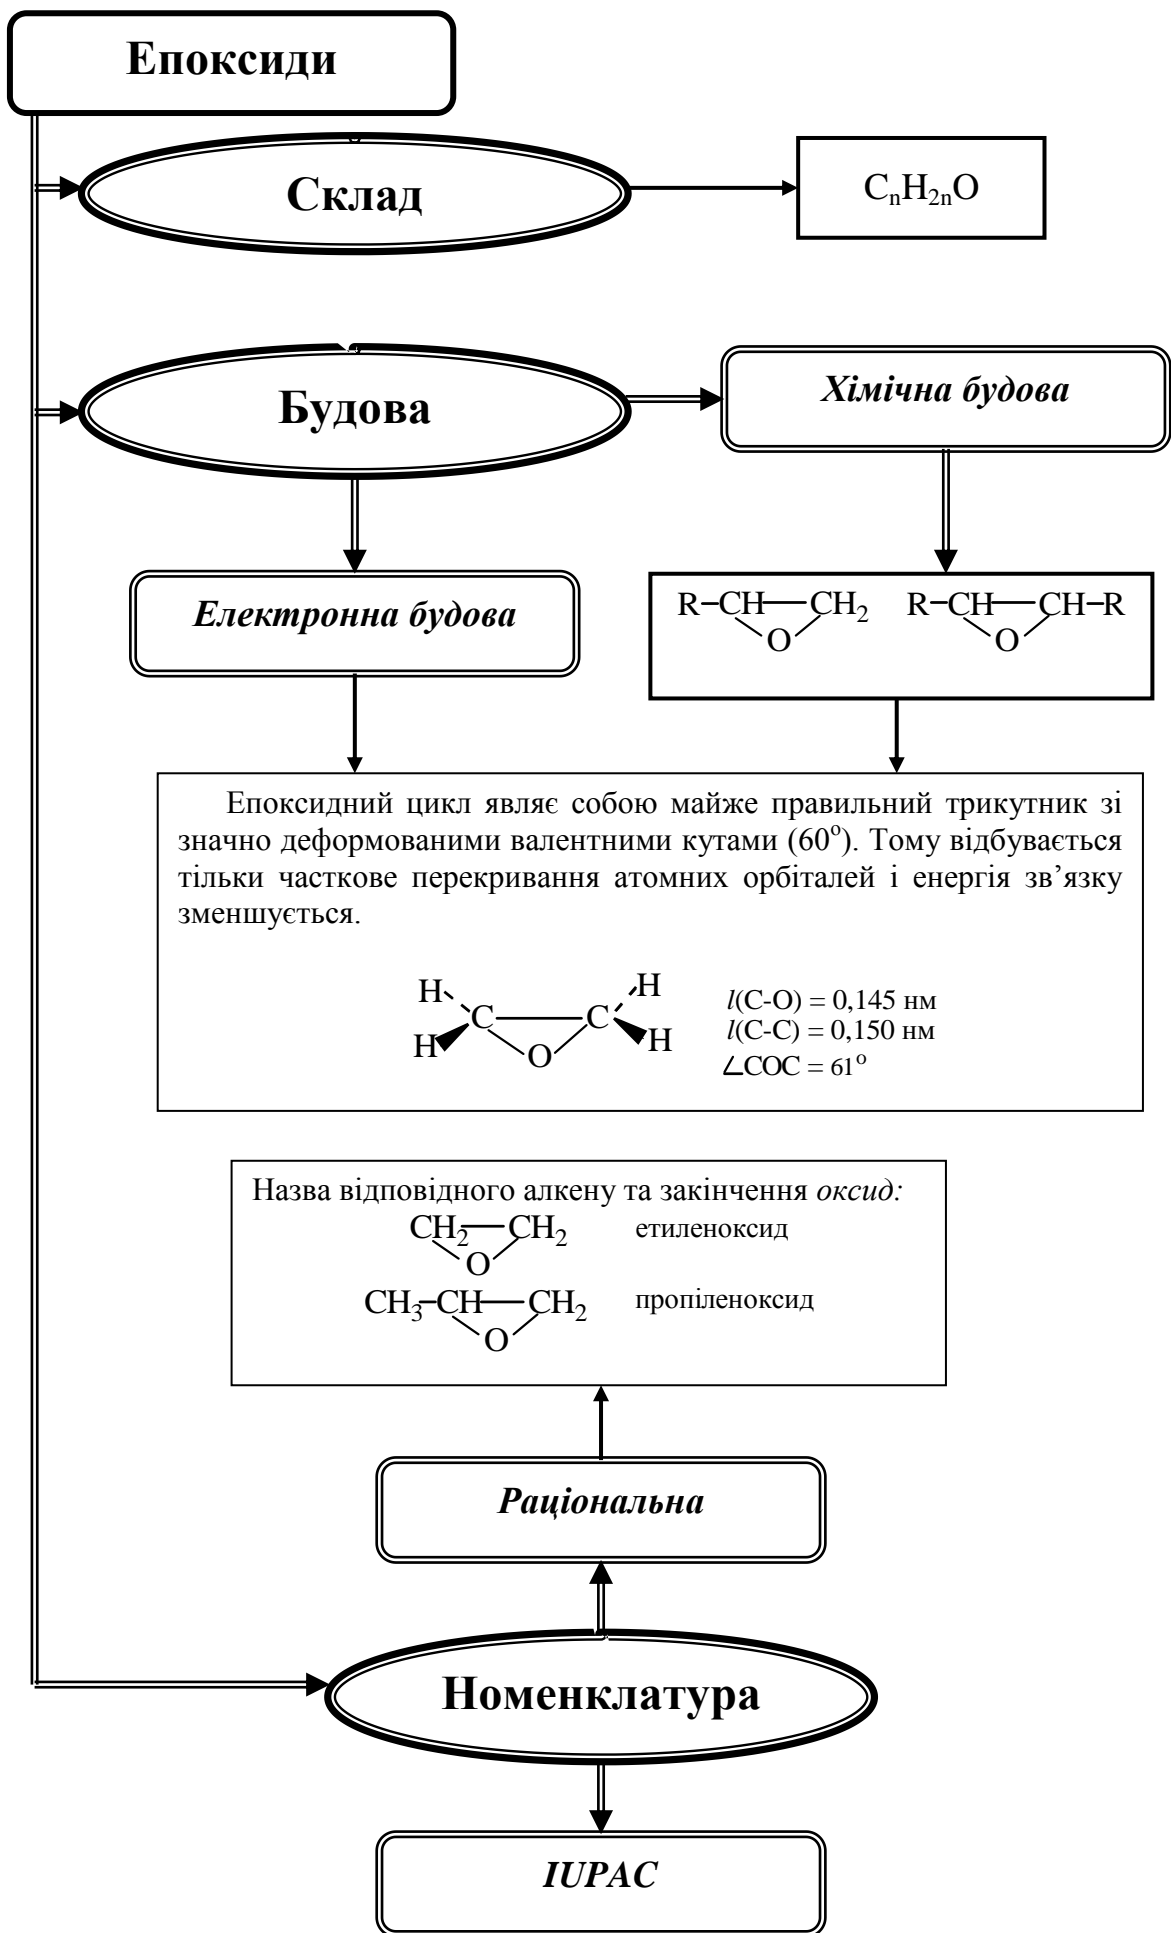 Епоксиди
Склад
CnH2nO
Будова
Хімічна будова
Електронна будова
R–CH—CH2 R–CH—CH–R
O O
Епоксидний цикл являє собою майже правильний трикутник зі
значно деформованими валентними кутами (60°). Тому відбувається
тільки часткове перекривання атомних орбіталей і енергія зв’язку
зменшується.
H H
C C
H O H
l(C-O) = 0,145 нм
l(C-C) = 0,150 нм
∠COC = 61°
Назва відповідного алкену та закінчення оксид:
CH2—CH2 етиленоксид
O
CH3–CH—CH2 пропіленоксид
O
Раціональна
Номенклатура
IUPAC